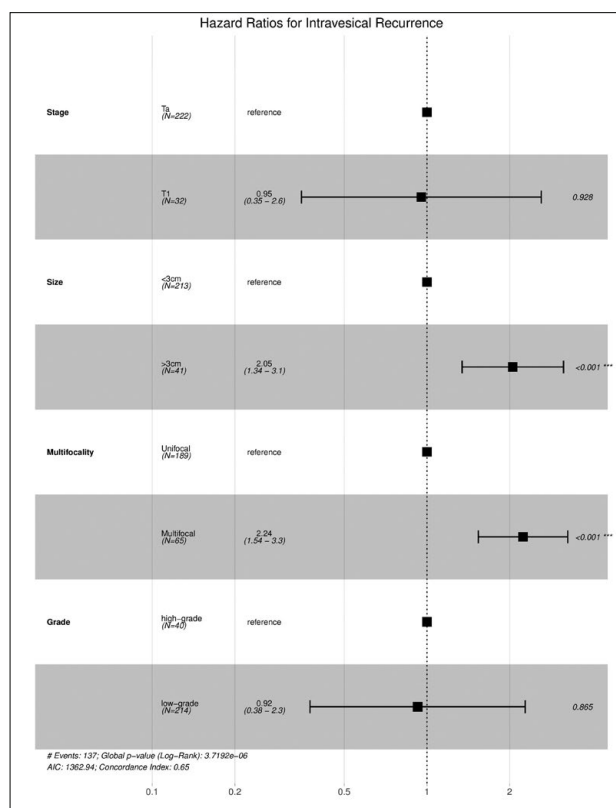 Hazard Ratios for Intravesical Recurrence
Stage
Ta
(N=222)
reference
T1
(N=32)
0.95
(0.35 − 2.6)
0.928
Size
<3cm
(N=213)
reference
>3cm
(N=41)
2.05
(1.34 − 3.1)
<0.001 ***
Multifocality
Unifocal
(N=189)
reference
Multifocal
(N=65)
2.24
(1.54 − 3.3)
<0.001 ***
Grade
high−grade
(N=40)
reference
low−grade
(N=214)
0.92
(0.38 − 2.3)
0.865
# Events: 137; Global p−value (Log−Rank): 3.7192e−06
AIC: 1362.94; Concordance Index: 0.65
0.1 0.2 0.5 1 2